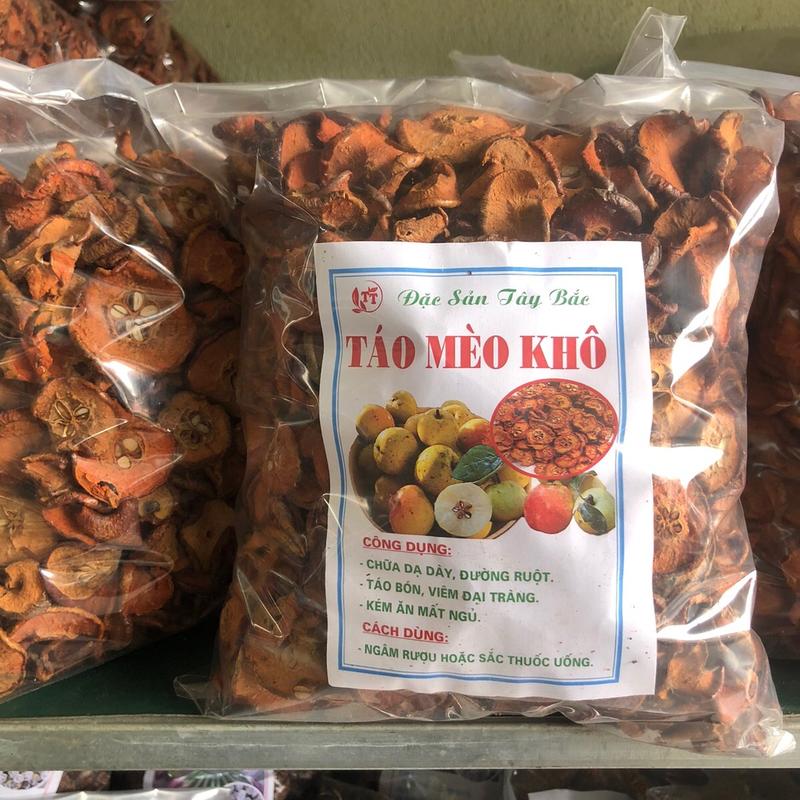 TT
Đặc Sản Tây Bắc
TÁO MÈO KHÔ
CÔNG DỤNG:
- CHỮA DẠ DÀY, ĐƯỜNG RUỘT.
- TÁO BÓN, VIÊM ĐẠI TRÀNG.
- KÉM ĂN MẤT NGỦ.
CÁCH DÙNG:
- NGÂM RƯỢU HOẶC SẮC THUỐC UỐNG.